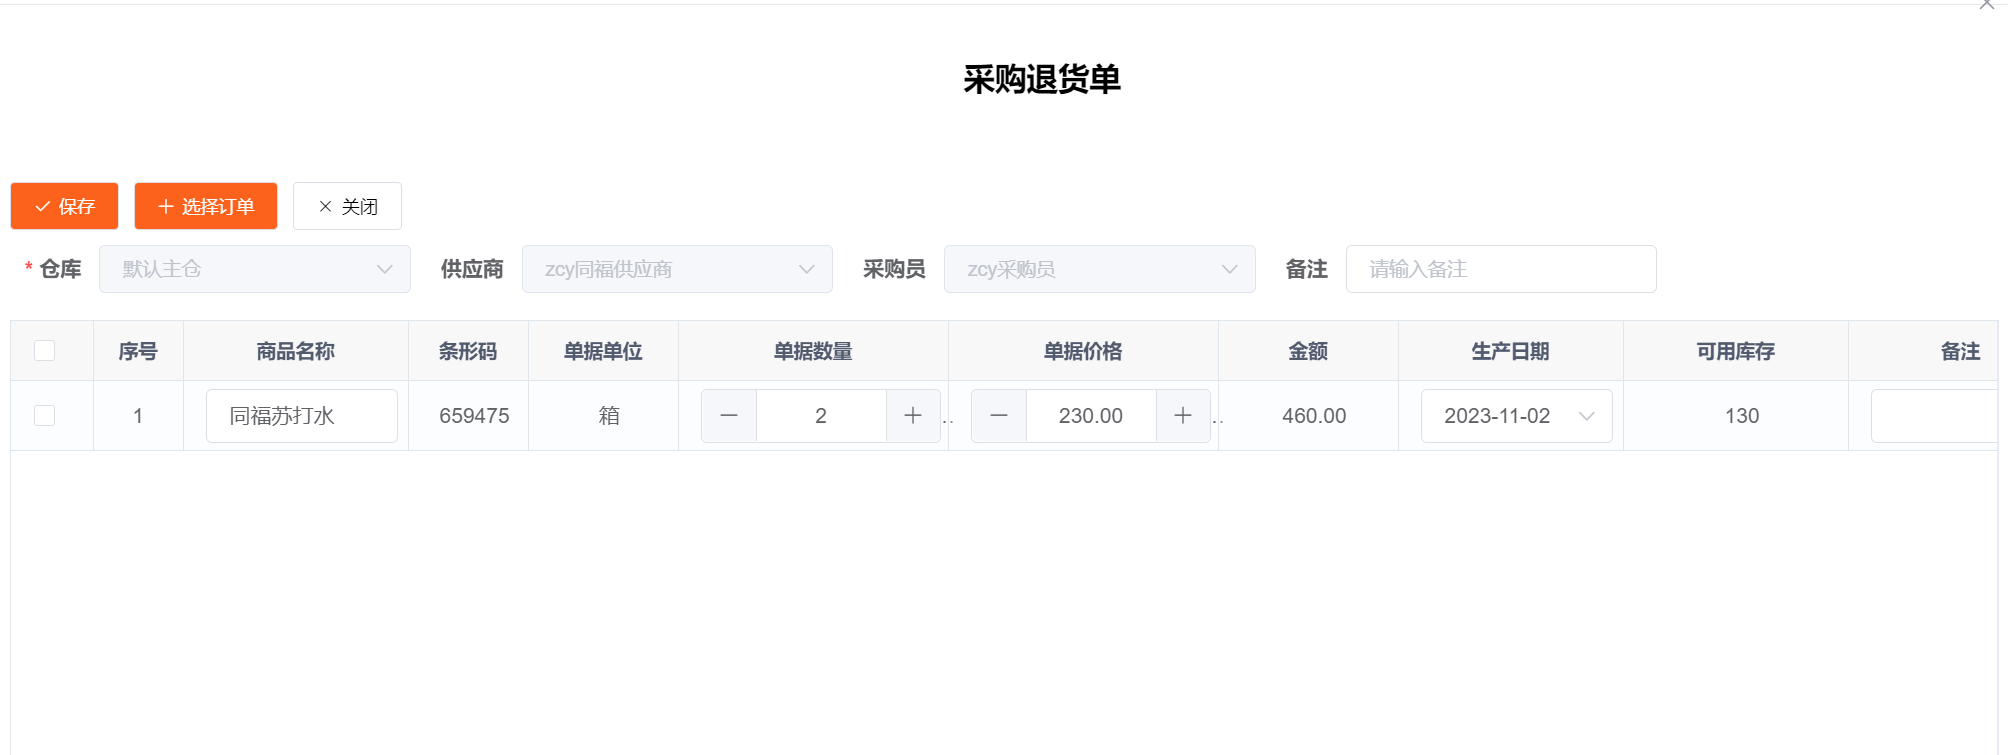 采购退货单
保存 选择订单 关闭
* 仓库 默认主仓 供应商 zcy同福供应商 采购员 zcy采购员 备注 请输入备注
序号 商品名称 条形码 单据单位 单据数量 单据价格 金额 生产日期 可用库存 备注
1 同福苏打水 659475 箱 2 .. 230.00 .. 460.00 2023-11-02 130